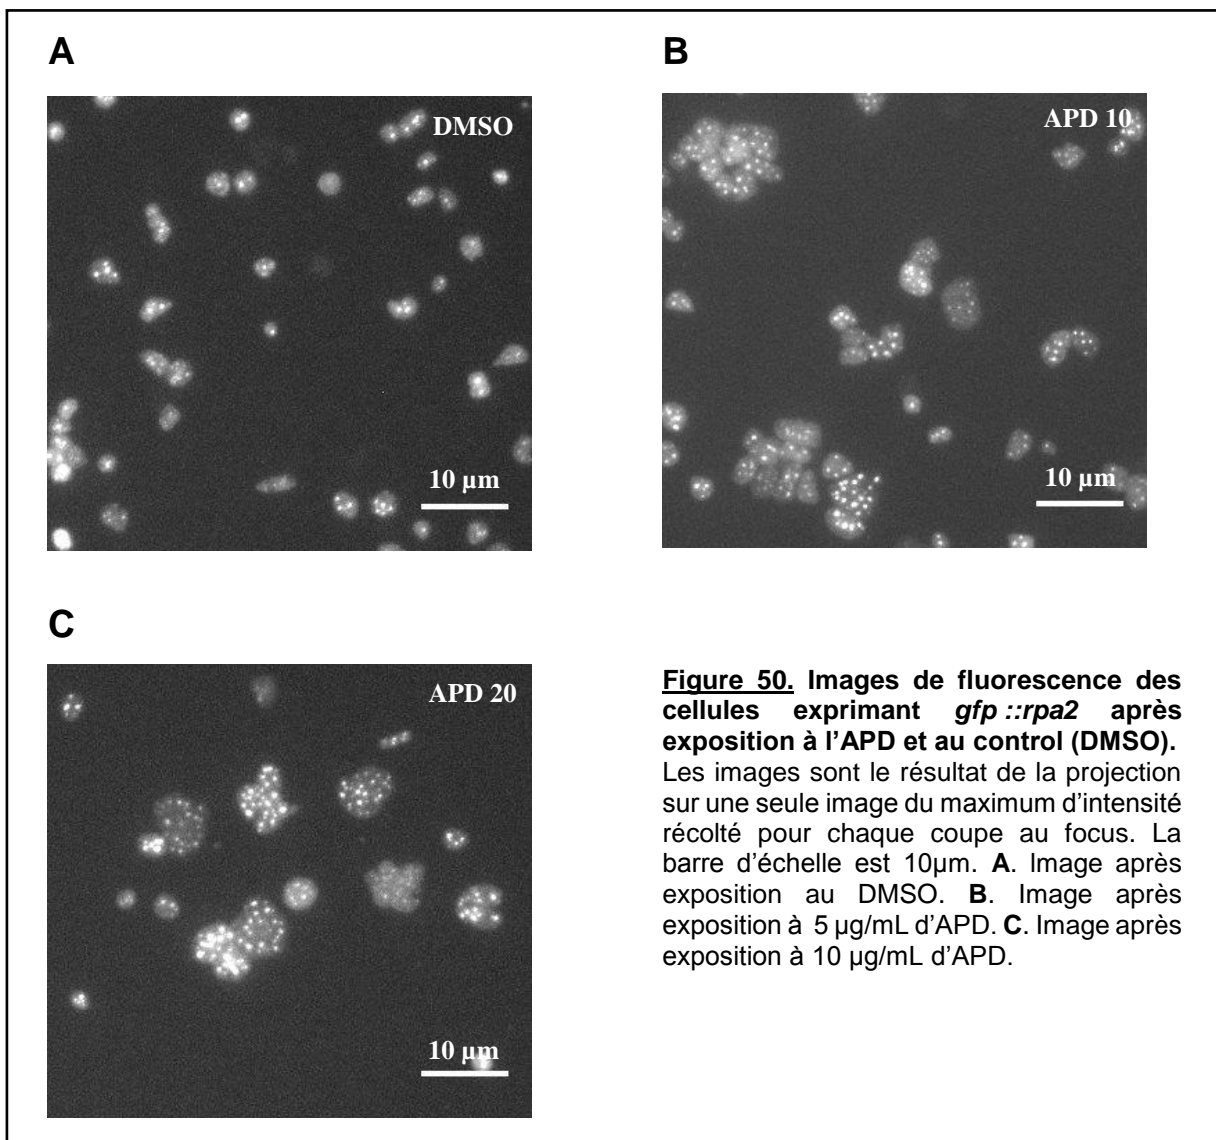 A
DMSO
10 µm
B
APD 10
10 µm
C
APD 20
10 µm
Figure 50. Images de fluorescence des
cellules exprimant gfp ::rpa2 après
exposition à l'APD et au control (DMSO).
Les images sont le résultat de la projection
sur une seule image du maximum d'intensité
récolté pour chaque coupe au focus. La
barre d'échelle est 10µm. A. Image après
exposition au DMSO. B. Image après
exposition à 5 µg/mL d'APD. C. Image après
exposition à 10 µg/mL d'APD.